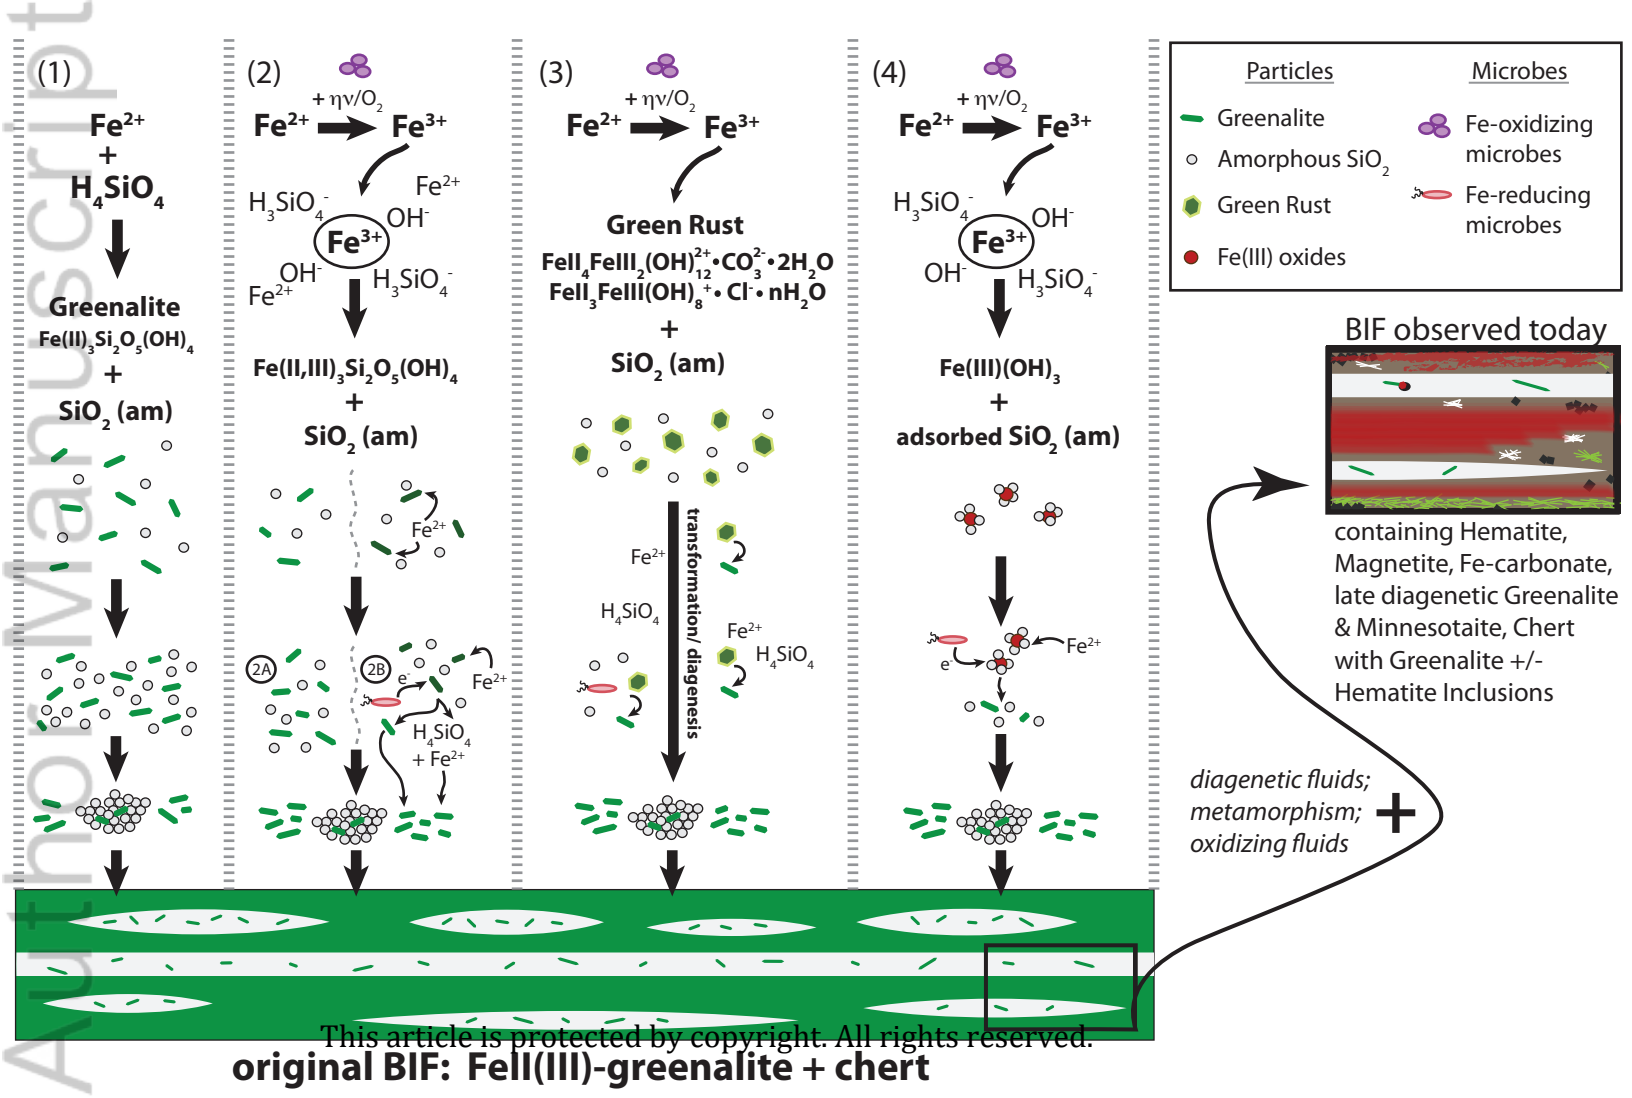 Author Manuscript
(1)
Fe2+
+
H4SiO4
Greenalite
Fe(II)3Si2O5(OH)4
+
SiO2 (am)
(2)
+ ην/O2
Fe2+
Fe3+
H3SiO4-
Fe2+
OH-
Fe3+
OH-
Fe2+
H3SiO4-
Fe(II,III)3Si2O5(OH)4
+
SiO2 (am)
Fe2+
2A
2B
e-
Fe2+
H4SiO4
+ Fe2+
(3)
+ ην/O2
Fe2+
Fe3+
Green Rust
FeII4FeIII2(OH)12 2+•CO3 2-•2H2O
FeII3FeIII(OH)8+•Cl-•nH2O
+
SiO2 (am)
transformation/ diagenesis
Fe2+
H4SiO4
Fe2+
H4SiO4
(4)
+ ην/O2
Fe2+
Fe3+
H3SiO4-
OH-
Fe3+
OH-
H3SiO4-
Fe(III)(OH)3
+
adsorbed SiO2 (am)
e-
Fe2+
Particles
Greenalite
Amorphous SiO2
Green Rust
Fe(III) oxides
Microbes
Fe-oxidizing
microbes
Fe-reducing
microbes
BIF observed today
containing Hematite,
Magnetite, Fe-carbonate,
late diagenetic Greenalite
& Minnesotaite, Chert
with Greenalite +/-
Hematite Inclusions
diagenetic fluids;
metamorphism;
oxidizing fluids
+
This article is protected by copyright. All rights reserved.
original BIF: FeII(III)-greenalite + chert